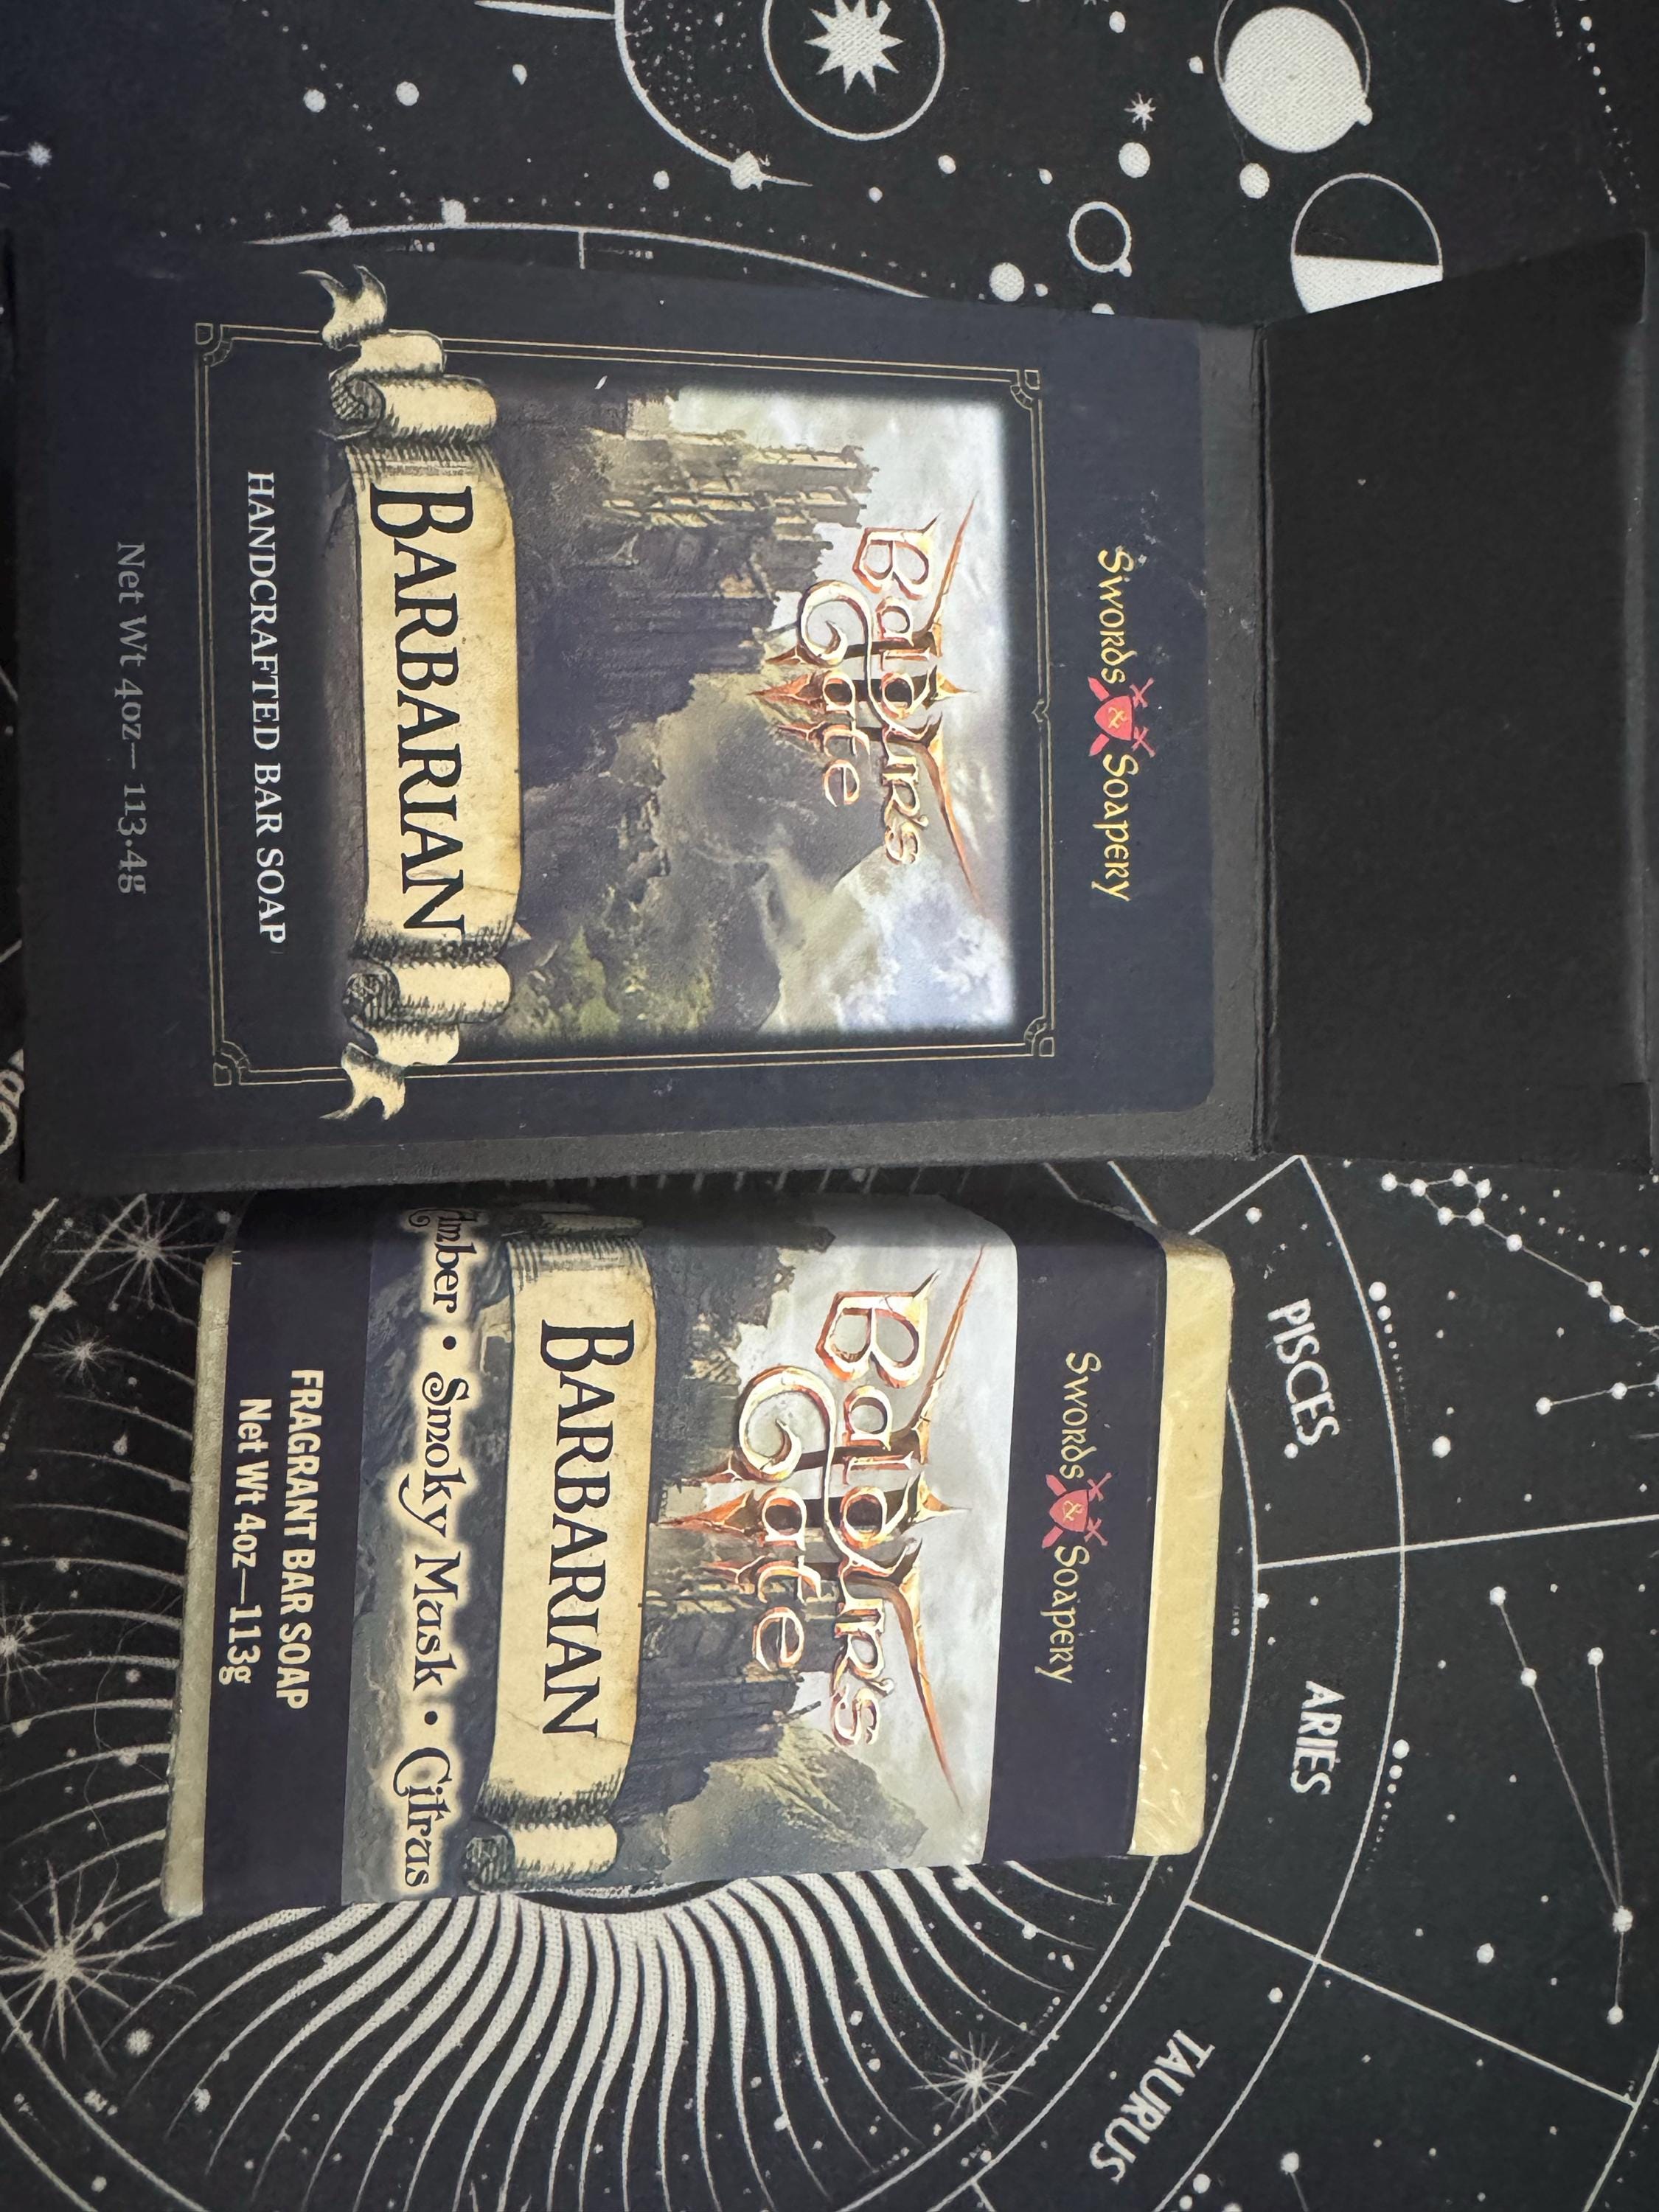 Swords & Soapery
Baldur's
Gate
BARBARIAN
HANDCRAFTED BAR SOAP
Net Wt 4oz— 113.4g
Swords & Soapery
Baldur's
Gate
BARBARIAN
Amber • Smoky Musk • Citrus
FRAGRANT BAR SOAP
Net Wt 4oz—113g
PISCES
ARIES
TAURUS